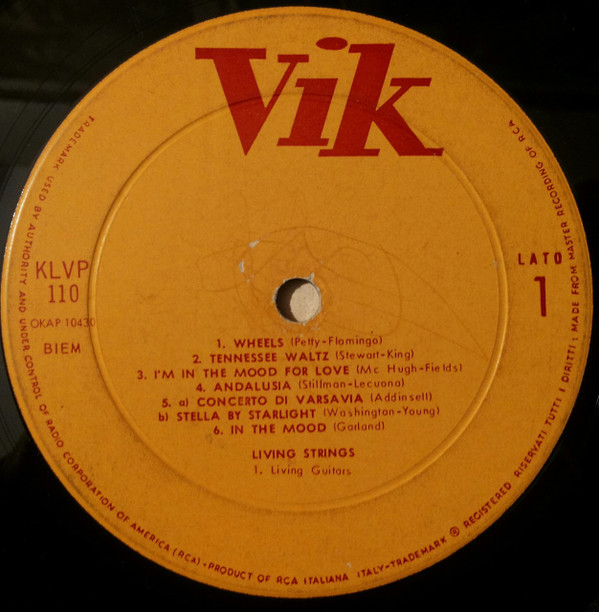 Vik
KLVP
110
OKAP 10430
BIEM
LATO
1
1. WHEELS (Petty-Flamingo)
2. TENNESSEE WALTZ (Stewart-King)
3. I'M IN THE MOOD FOR LOVE (Mc Hugh-Fields)
4. ANDALUSIA (Stillman-Lecuona)
5. a) CONCERTO DI VARSAVIA (Addinsell)
b) STELLA BY STARLIGHT (Washington-Young)
6. IN THE MOOD (Garland)
LIVING STRINGS
1. Living Guitars
TRADEMARK USED BY AUTHORITY AND UNDER CONTROL OF RADIO CORPORATION OF AMERICA (RCA)-PRODUCT OF RCA ITALIANA ITALY-TRADEMARK ® REGISTERED RISERVATI TUTTI I DIRITTI; MADE FROM MASTER RECORDING OF RCA